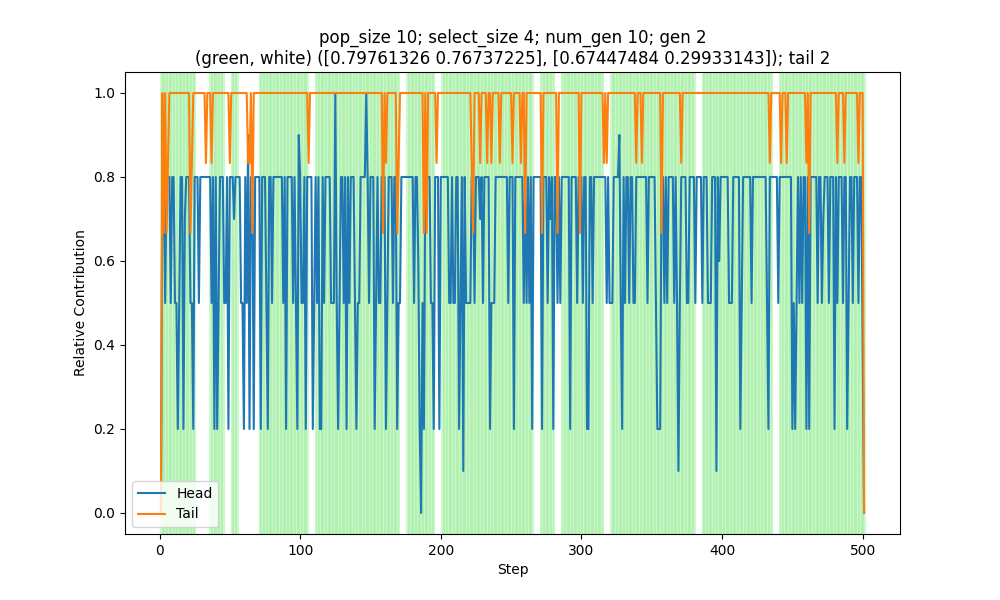 pop_size 10; select_size 4; num_gen 10; gen 2
(green, white) ([0.79761326 0.76737225], [0.67447484 0.29933143]); tail 2
Relative Contribution
1.0
0.8
0.6
0.4
0.2
0.0
Head
Tail
0 100 200 300 400 500
Step